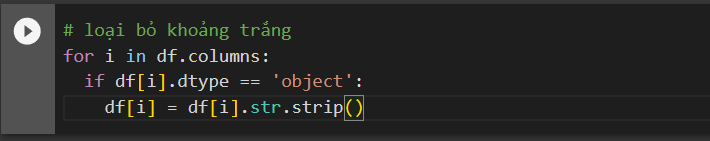 # loại bỏ khoảng trắng
for i in df.columns:
  if df[i].dtype == 'object':
    df[i] = df[i].str.strip()